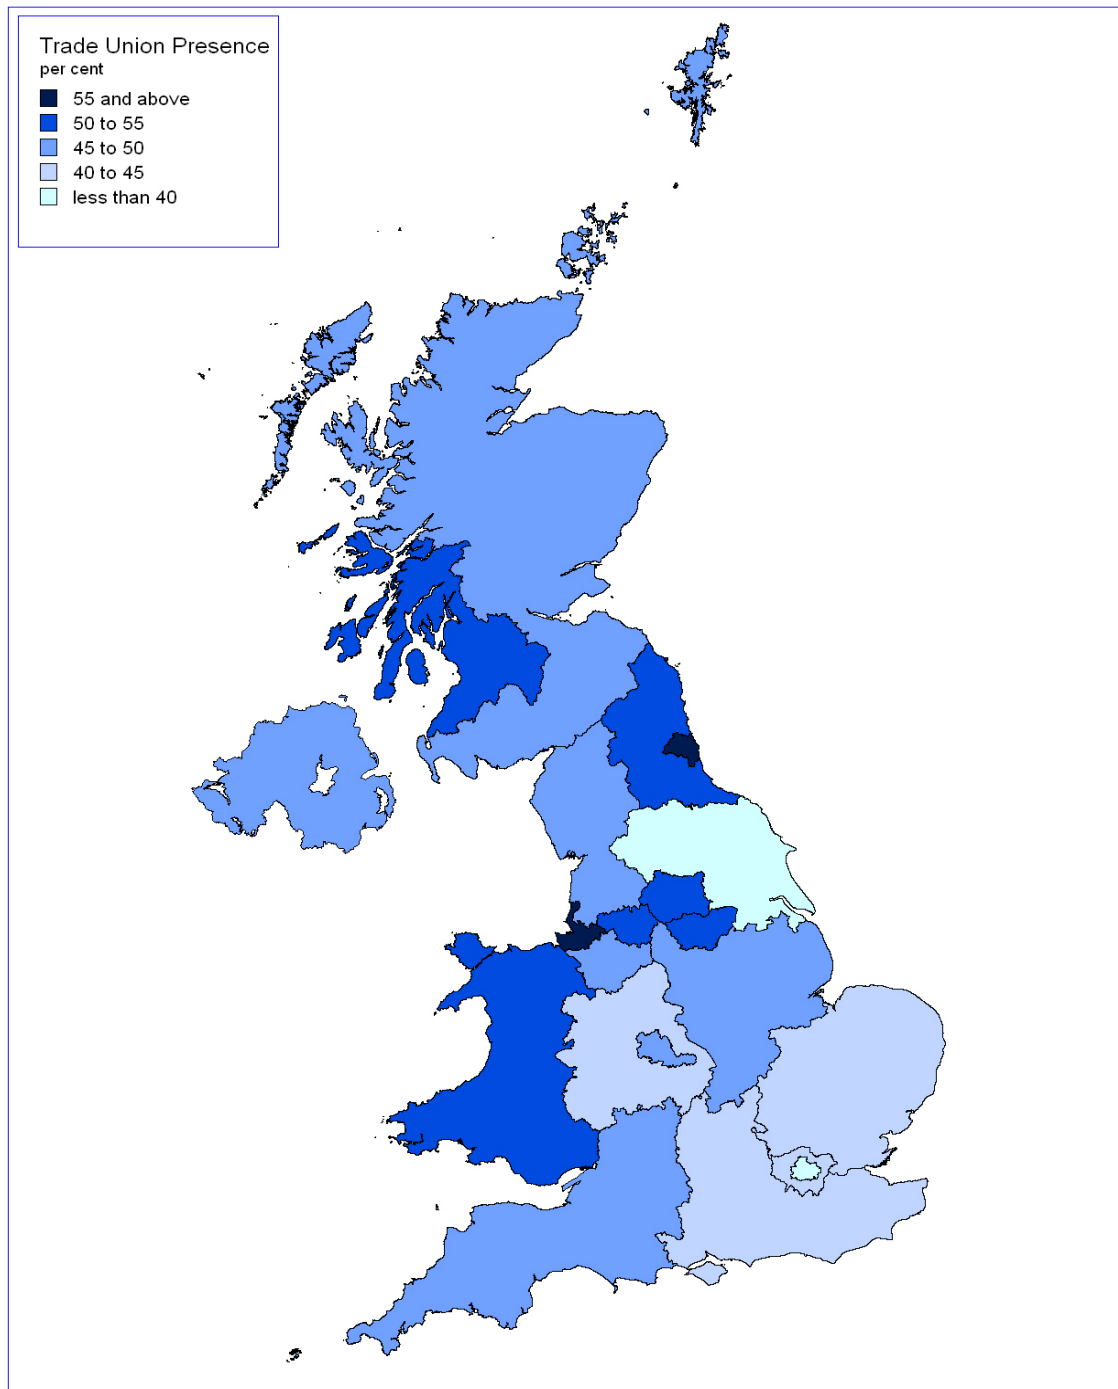 Trade Union Presence
per cent
55 and above
50 to 55
45 to 50
40 to 45
less than 40